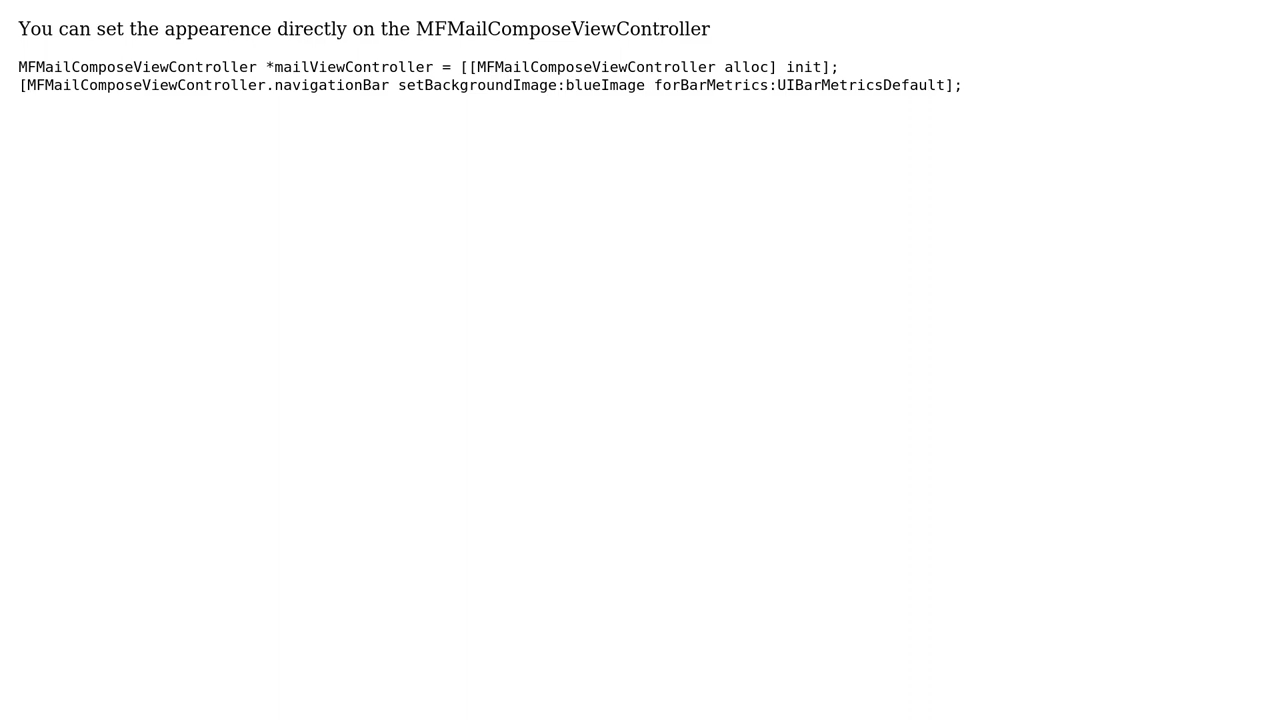 You can set the appearence directly on the MFMailComposeViewController
MFMailComposeViewController *mailViewController = [[MFMailComposeViewController alloc] init];
[MFMailComposeViewController.navigationBar setBackgroundImage:blueImage forBarMetrics:UIBarMetricsDefault];